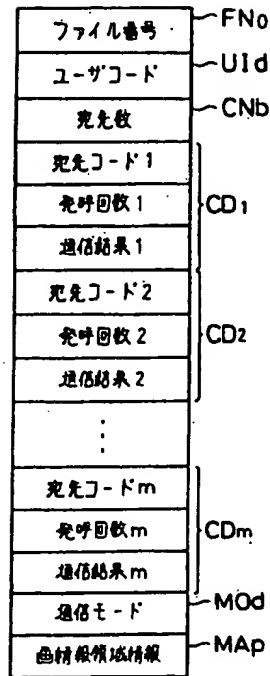 ファイル番号 FNo
ユーザコード UId
宛先数 CNb
宛先コード1
発呼回数1 CD1
通信結果1
宛先コード2
発呼回数2 CD2
通信結果2
⋮
宛先コードm
発呼回数m CDm
通信結果m
通信モード MOd
画情報領域情報 MAp